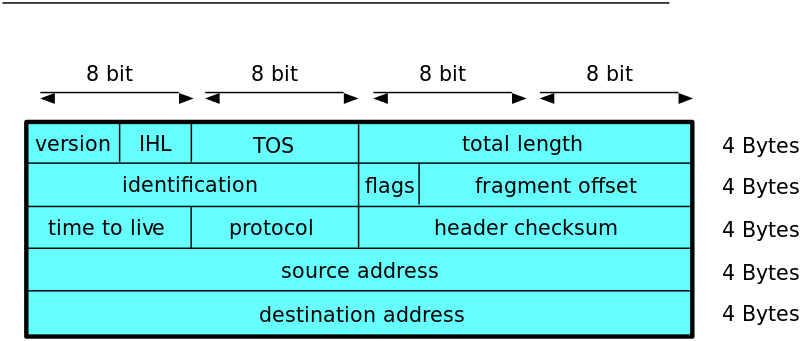 8 bit 8 bit 8 bit 8 bit
version IHL TOS total length 4 Bytes
identification flags fragment offset 4 Bytes
time to live protocol header checksum 4 Bytes
source address 4 Bytes
destination address 4 Bytes